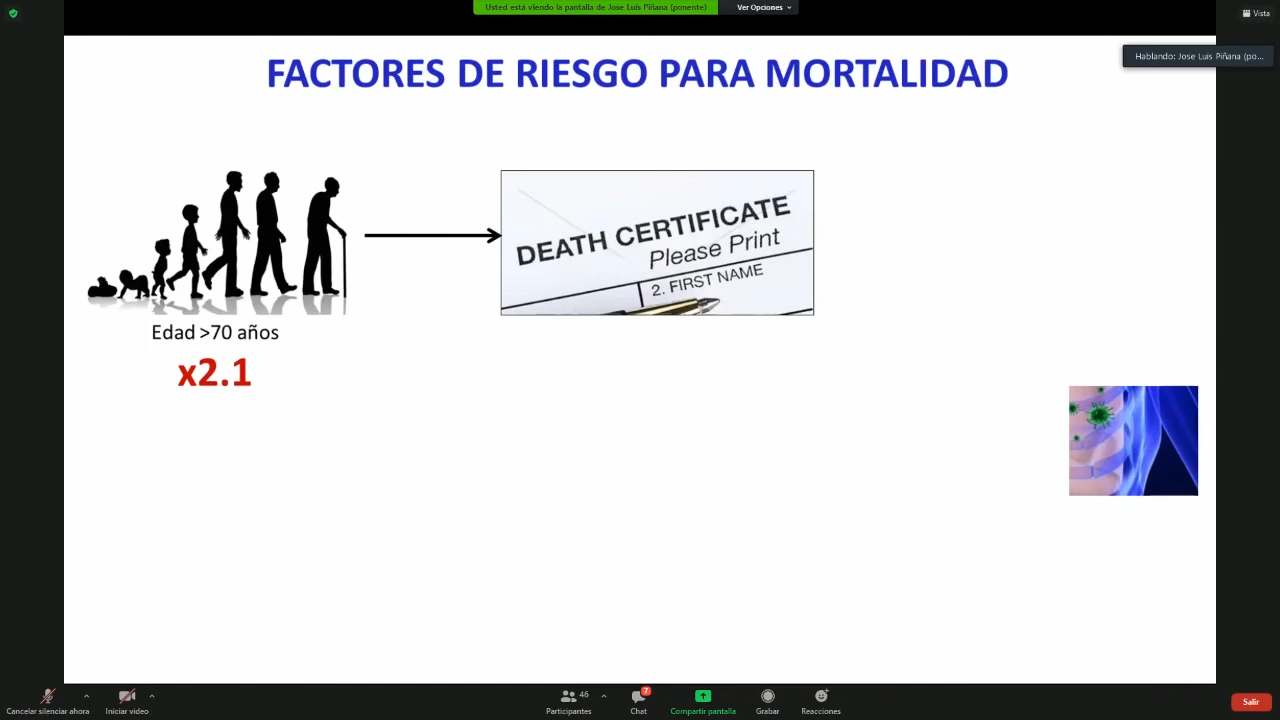 Usted está viendo la pantalla de Jose Luis Piñana (ponente)
Ver Opciones
Vista
Hablando: Jose Luis Piñana (po...
FACTORES DE RIESGO PARA MORTALIDAD
DEATH CERTIFICATE
Please Print
2. FIRST NAME
Edad >70 años
x2.1
Cancelar silenciar ahora
Iniciar video
46
Participantes
7
Chat
Compartir pantalla
Grabar
Reacciones
Salir